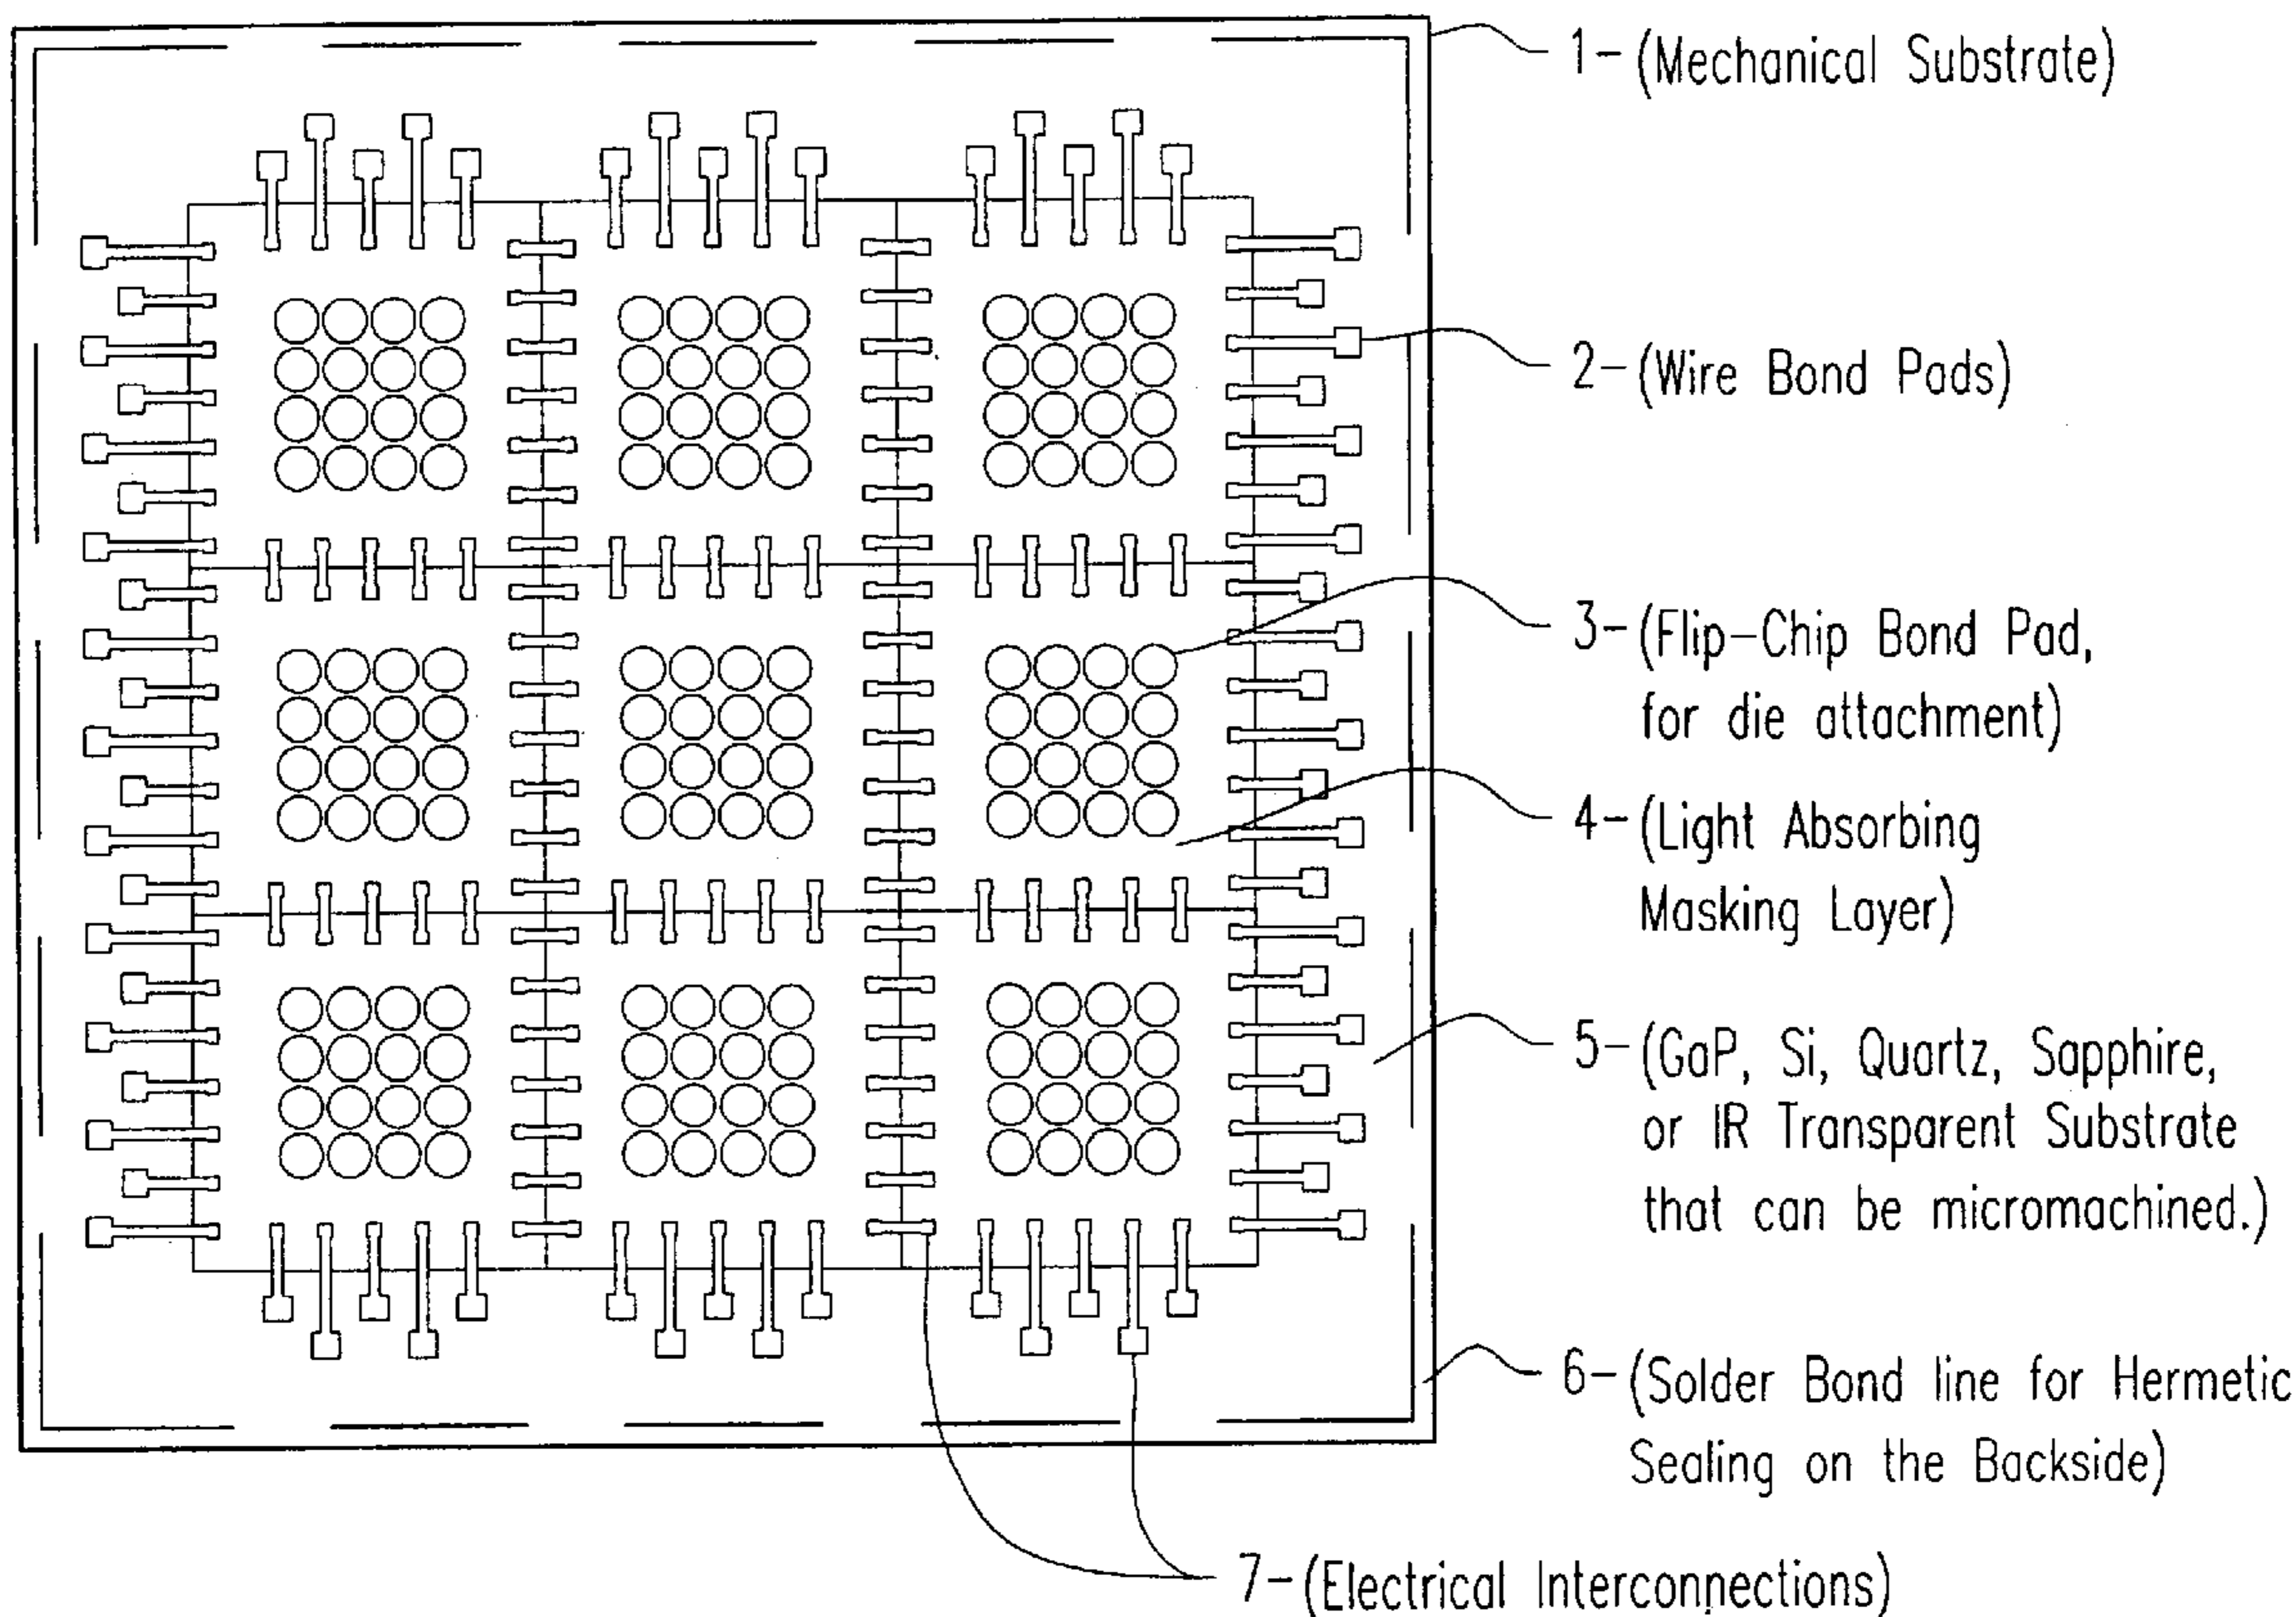 1-(Mechanical Substrate)
2-(Wire Bond Pads)
3-(Flip-Chip Bond Pad,
for die attachment)
4-(Light Absorbing
Masking Layer)
5-(GaP, Si, Quartz, Sapphire,
or IR Transparent Substrate
that can be micromachined.)
6-(Solder Bond line for Hermetic
Sealing on the Backside)
7-(Electrical Interconnections)